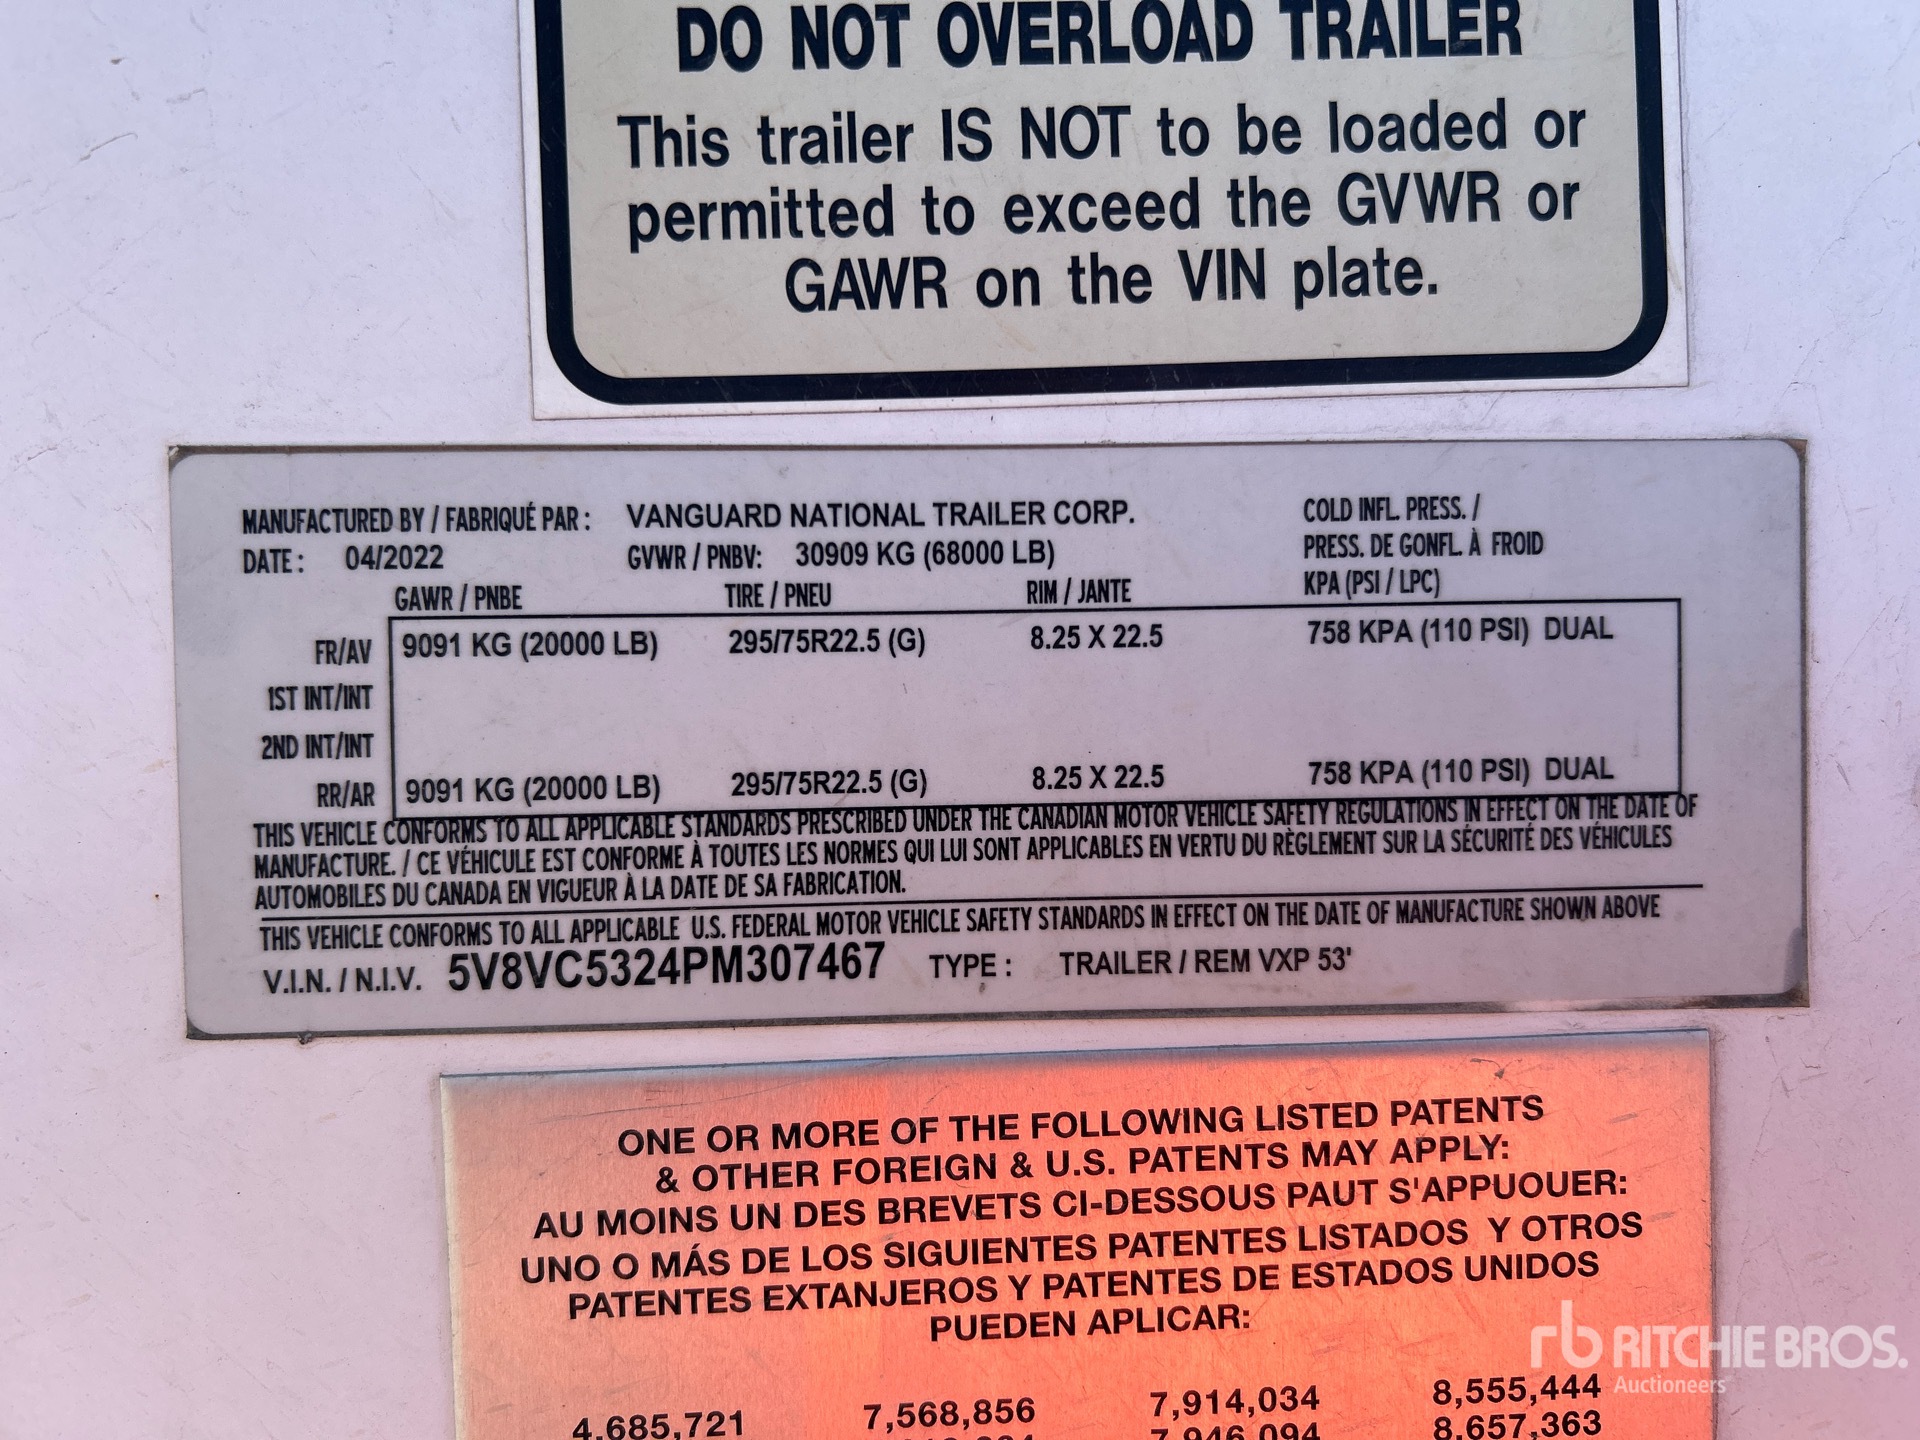 DO NOT OVERLOAD TRAILER
This trailer IS NOT to be loaded or
permitted to exceed the GVWR or
GAWR on the VIN plate.
MANUFACTURED BY / FABRIQUÉ PAR : VANGUARD NATIONAL TRAILER CORP.
DATE : 04/2022 GVWR / PNBV: 30909 KG (68000 LB)
COLD INFL. PRESS. /
PRESS. DE GONFL. À FROID
KPA (PSI / LPC)
GAWR / PNBE TIRE / PNEU RIM / JANTE
FR/AV 9091 KG (20000 LB) 295/75R22.5 (G) 8.25 X 22.5 758 KPA (110 PSI) DUAL
1ST INT/INT
2ND INT/INT
RR/AR 9091 KG (20000 LB) 295/75R22.5 (G) 8.25 X 22.5 758 KPA (110 PSI) DUAL
THIS VEHICLE CONFORMS TO ALL APPLICABLE STANDARDS PRESCRIBED UNDER THE CANADIAN MOTOR VEHICLE SAFETY REGULATIONS IN EFFECT ON THE DATE OF
MANUFACTURE. / CE VÉHICULE EST CONFORME À TOUTES LES NORMES QUI LUI SONT APPLICABLES EN VERTU DU RÈGLEMENT SUR LA SÉCURITÉ DES VÉHICULES
AUTOMOBILES DU CANADA EN VIGUEUR À LA DATE DE SA FABRICATION.
THIS VEHICLE CONFORMS TO ALL APPLICABLE U.S. FEDERAL MOTOR VEHICLE SAFETY STANDARDS IN EFFECT ON THE DATE OF MANUFACTURE SHOWN ABOVE
V.I.N. / N.I.V. 5V8VC5324PM307467 TYPE : TRAILER / REM VXP 53'
ONE OR MORE OF THE FOLLOWING LISTED PATENTS
& OTHER FOREIGN & U.S. PATENTS MAY APPLY:
AU MOINS UN DES BREVETS CI-DESSOUS PAUT S'APPUOUER:
UNO O MÁS DE LOS SIGUIENTES PATENTES LISTADOS Y OTROS
PATENTES EXTANJEROS Y PATENTES DE ESTADOS UNIDOS
PUEDEN APLICAR:
4,685,721 7,568,856 7,914,034 8,555,444
7,946,094 8,657,363
rb RITCHIE BROS.
Auctioneers